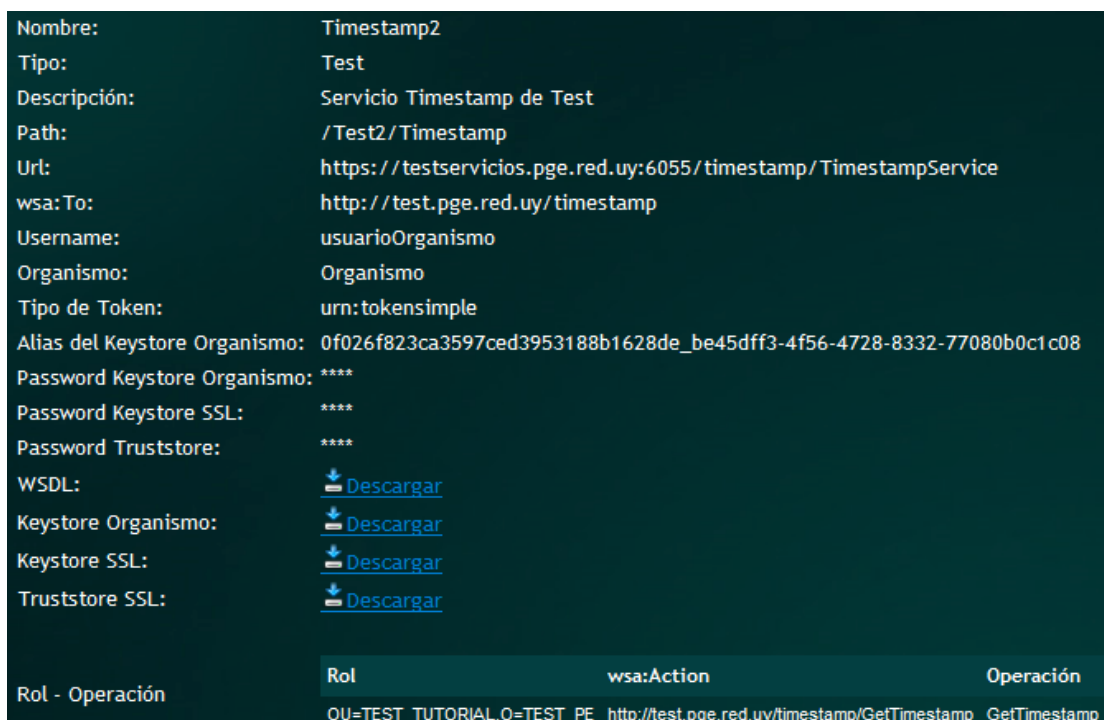 Nombre: Timestamp2
Tipo: Test
Descripción: Servicio Timestamp de Test
Path: /Test2/Timestamp
Url: https://testservicios.pge.red.uy:6055/timestamp/TimestampService
wsa:To: http://test.pge.red.uy/timestamp
Username: usuarioOrganismo
Organismo: Organismo
Tipo de Token: urn:tokensimple
Alias del Keystore Organismo: 0f026f823ca3597ced3953188b1628de_be45dff3-4f56-4728-8332-77080b0c1c08
Password Keystore Organismo: ****
Password Keystore SSL: ****
Password Truststore: ****
WSDL: Descargar
Keystore Organismo: Descargar
Keystore SSL: Descargar
Truststore SSL: Descargar
Rol wsa:Action Operación
Rol - Operación
OU=TEST_TUTORIAL,O=TEST_PE http://test.pge.red.uy/timestamp/GetTimestamp GetTimestamp